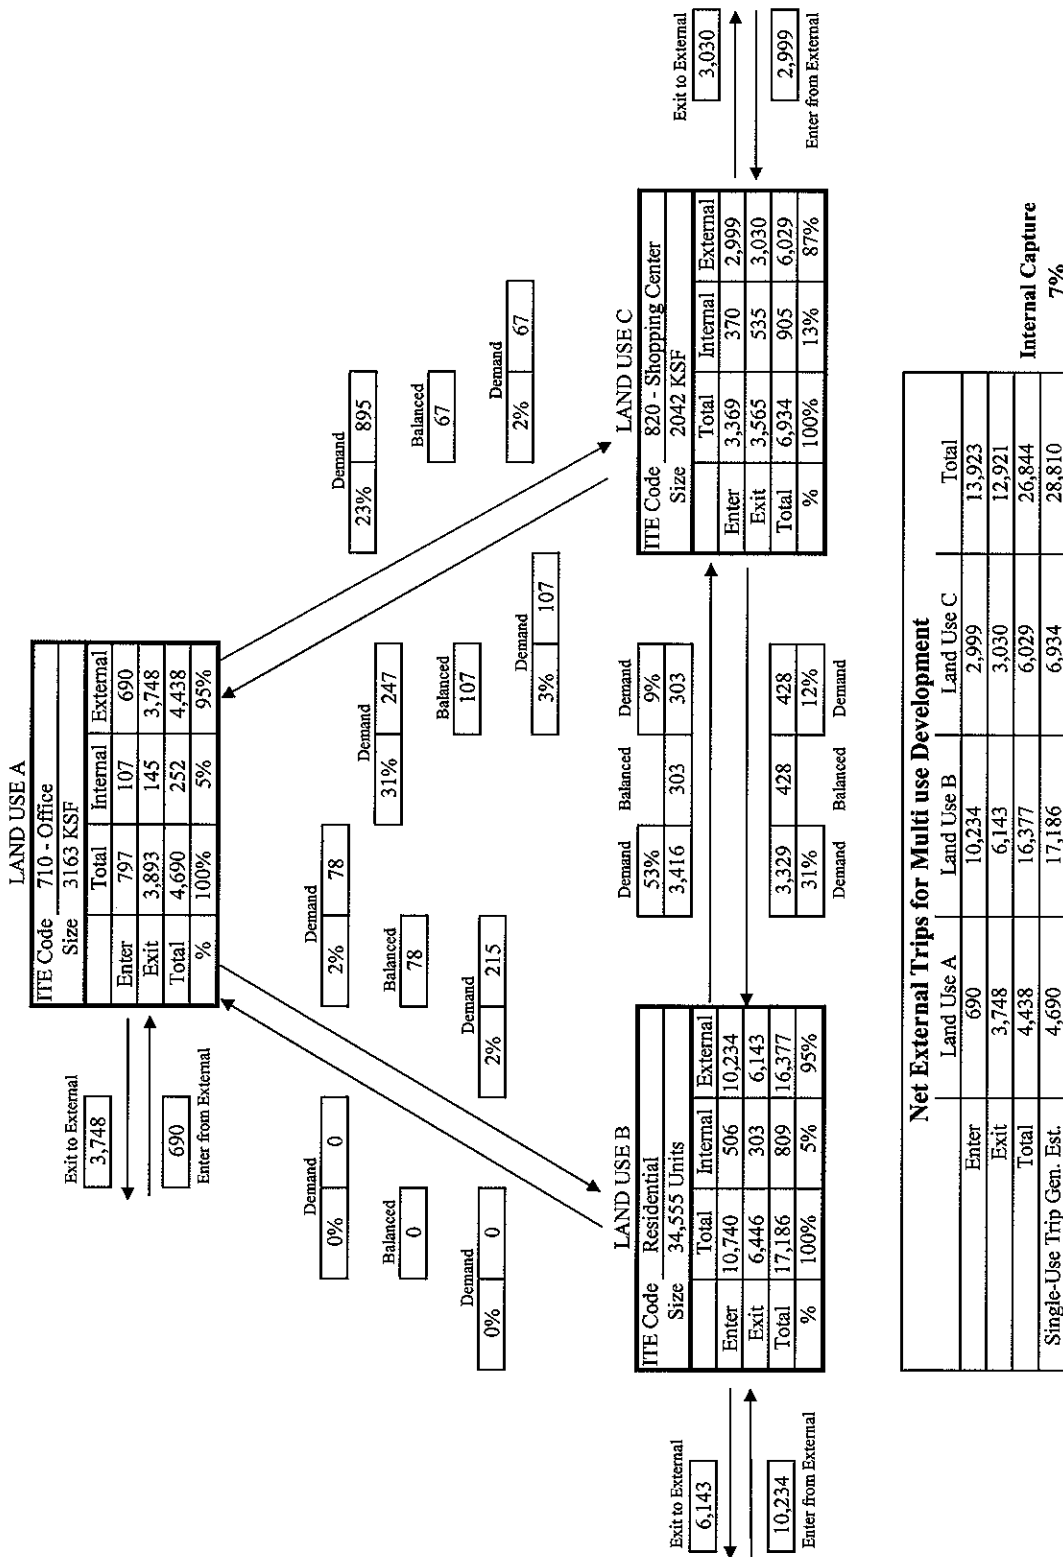 LAND USE A
ITE Code 710 - Office
Size 3163 KSF
Total Internal External
Enter 797 107 690
Exit 3,893 145 3,748
Total 4,690 252 4,438
% 100% 5% 95%
Exit to External
3,748
690
Enter from External
Demand
0% 0
Balanced
0
Demand
0% 0
Demand
2% 78
Balanced
78
Demand
2% 215
Demand
31% 247
Balanced
107
Demand
3% 107
Demand
23% 895
Balanced
67
Demand
2% 67
LAND USE B
ITE Code Residential
Size 34,555 Units
Total Internal External
Enter 10,740 506 10,234
Exit 6,446 303 6,143
Total 17,186 809 16,377
% 100% 5% 95%
Exit to External
6,143
10,234
Enter from External
Demand Balanced Demand
53% 9%
3,416 303 303
3,329 428 428
31% 12%
Demand Balanced Demand
LAND USE C
ITE Code 820 - Shopping Center
Size 2042 KSF
Total Internal External
Enter 3,369 370 2,999
Exit 3,565 535 3,030
Total 6,934 905 6,029
% 100% 13% 87%
Exit to External
3,030
2,999
Enter from External
Net External Trips for Multi use Development
Land Use A Land Use B Land Use C Total
Enter 690 10,234 2,999 13,923
Exit 3,748 6,143 3,030 12,921
Total 4,438 16,377 6,029 26,844
Single-Use Trip Gen. Est. 4,690 17,186 6,934 28,810
Internal Capture
7%